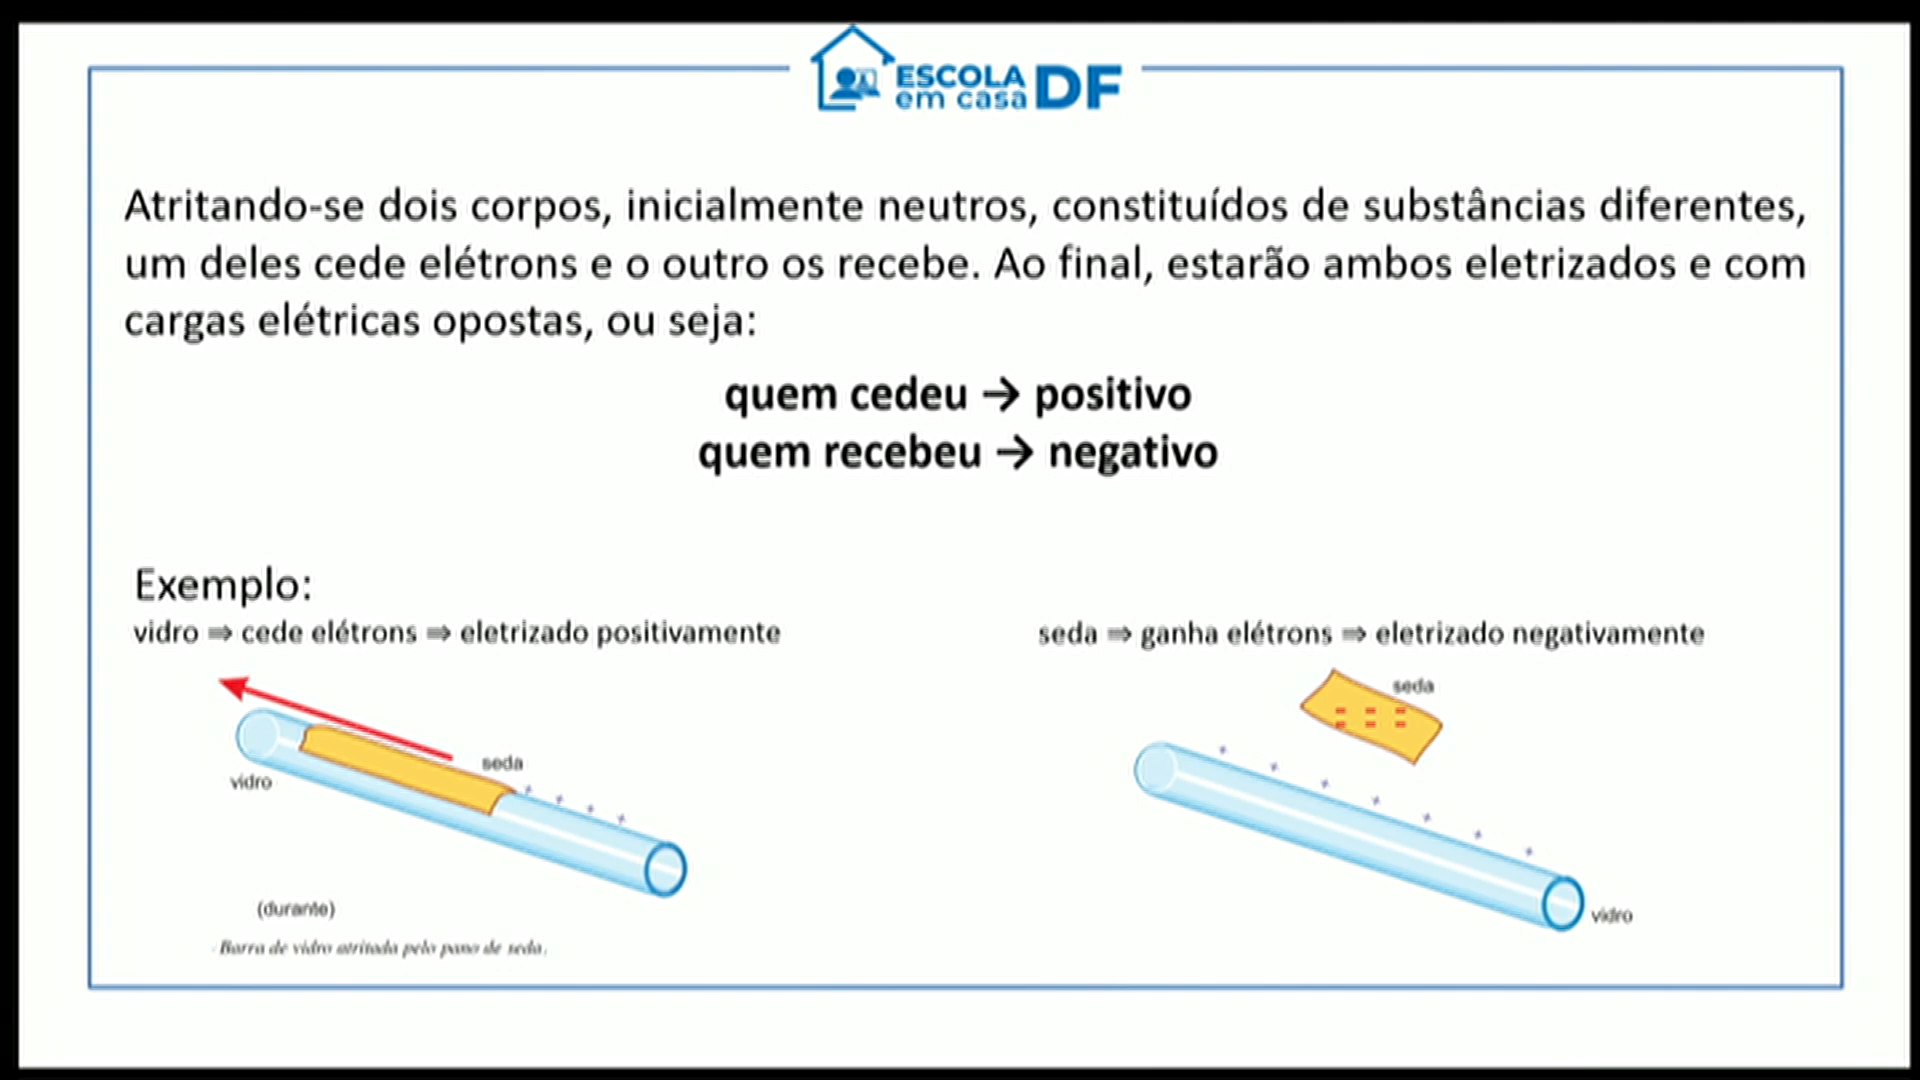 ESCOLA
em casa DF
Atritando-se dois corpos, inicialmente neutros, constituídos de substâncias diferentes,
um deles cede elétrons e o outro os recebe. Ao final, estarão ambos eletrizados e com
cargas elétricas opostas, ou seja:
quem cedeu → positivo
quem recebeu → negativo
Exemplo:
vidro ⇒ cede elétrons ⇒ eletrizado positivamente
seda
vidro
(durante)
Barra de vidro atritada pelo pano de seda.
seda ⇒ ganha elétrons ⇒ eletrizado negativamente
seda
vidro